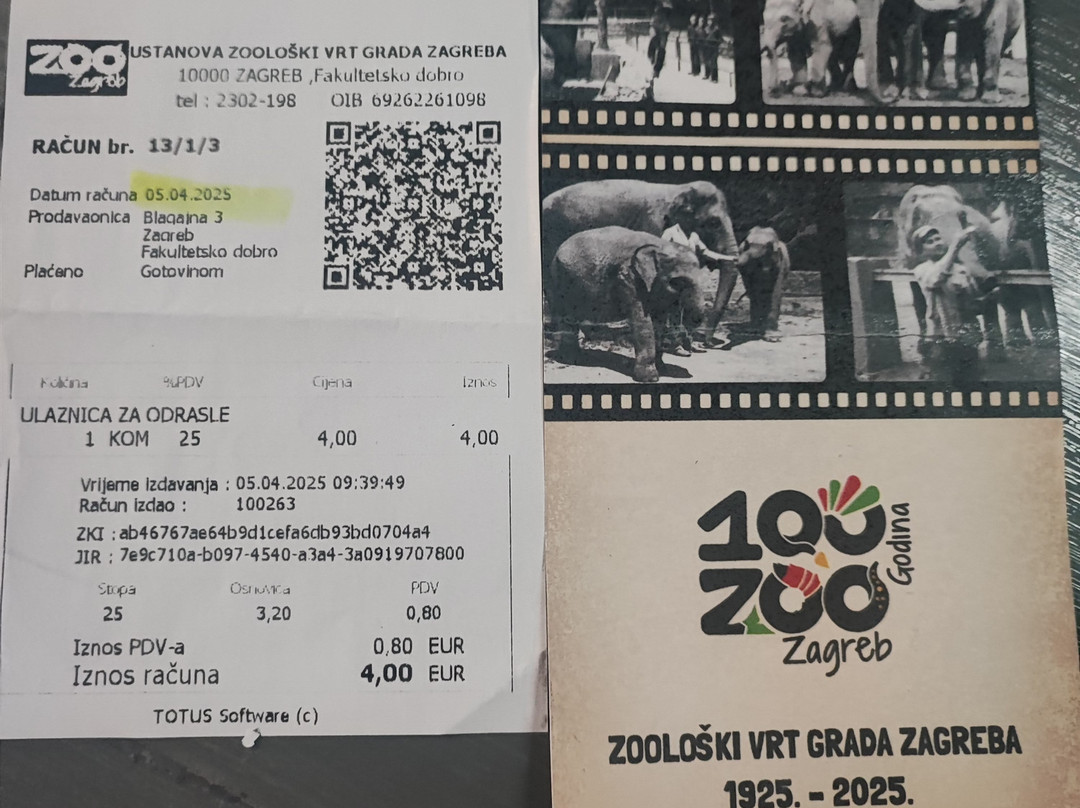 ZOO
Zagreb
USTANOVA ZOOLOŠKI VRT GRADA ZAGREBA
10000 ZAGREB ,Fakultetsko dobro
tel : 2302-198 OIB 69262261098
RAČUN br. 13/1/3
Datum računa 05.04.2025
Prodavaonica Blagajna 3
Zagreb
Fakultetsko dobro
Plaćeno Gotovinom
Količina %PDV Cijena Iznos
ULAZNICA ZA ODRASLE
1 KOM 25 4,00 4,00
Vrijeme izdavanja : 05.04.2025 09:39:49
Račun izdao : 100263
ZKI : ab46767ae64b9d1cefa6db93bd0704a4
JIR : 7e9c710a-b097-4540-a3a4-3a0919707800
Stopa Osnovica PDV
25 3,20 0,80
Iznos PDV-a 0,80 EUR
Iznos računa 4,00 EUR
TOTUS Software (c)
100
Godina
ZOO
Zagreb
ZOOLOŠKI VRT GRADA ZAGREBA
1925. - 2025.